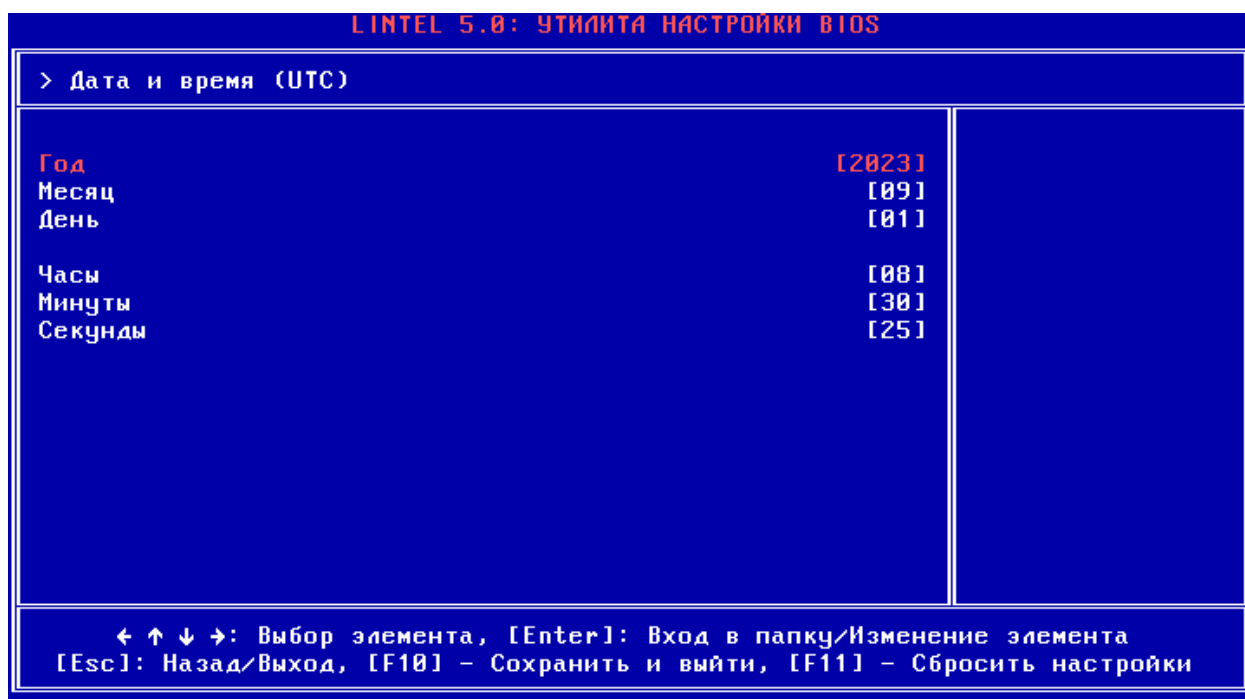 LINTEL 5.0: УТИЛИТА НАСТРОЙКИ BIOS
> Дата и время (UTC)
Год [2023]
Месяц [09]
День [01]
Часы [08]
Минуты [30]
Секунды [25]
← ↑ ↓ →: Выбор элемента, [Enter]: Вход в папку/Изменение элемента
[Esc]: Назад/Выход, [F10] - Сохранить и выйти, [F11] - Сбросить настройки